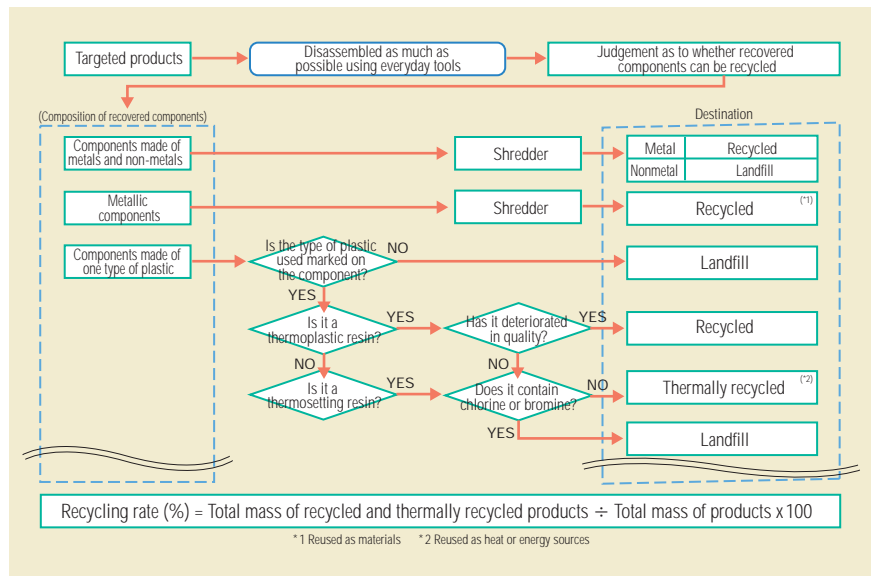 Targeted products
Disassembled as much as
possible using everyday tools
Judgement as to whether recovered
components can be recycled
(Composition of recovered components)
Destination
Components made of
metals and non-metals
Shredder
Metal
Recycled
Nonmetal
Landfill
Metallic
components
Shredder
Recycled
(*1)
Components made of
one type of plastic
Is the type of plastic
used marked on
the component?
NO
Landfill
YES
Is it a
thermoplastic resin?
YES
Has it deteriorated
in quality?
YES
Recycled
NO
NO
Is it a
thermosetting resin?
YES
Does it contain
chlorine or bromine?
NO
Thermally recycled
(*2)
YES
Landfill
Recycling rate (%) = Total mass of recycled and thermally recycled products ÷ Total mass of products x 100
* 1 Reused as materials * 2 Reused as heat or energy sources